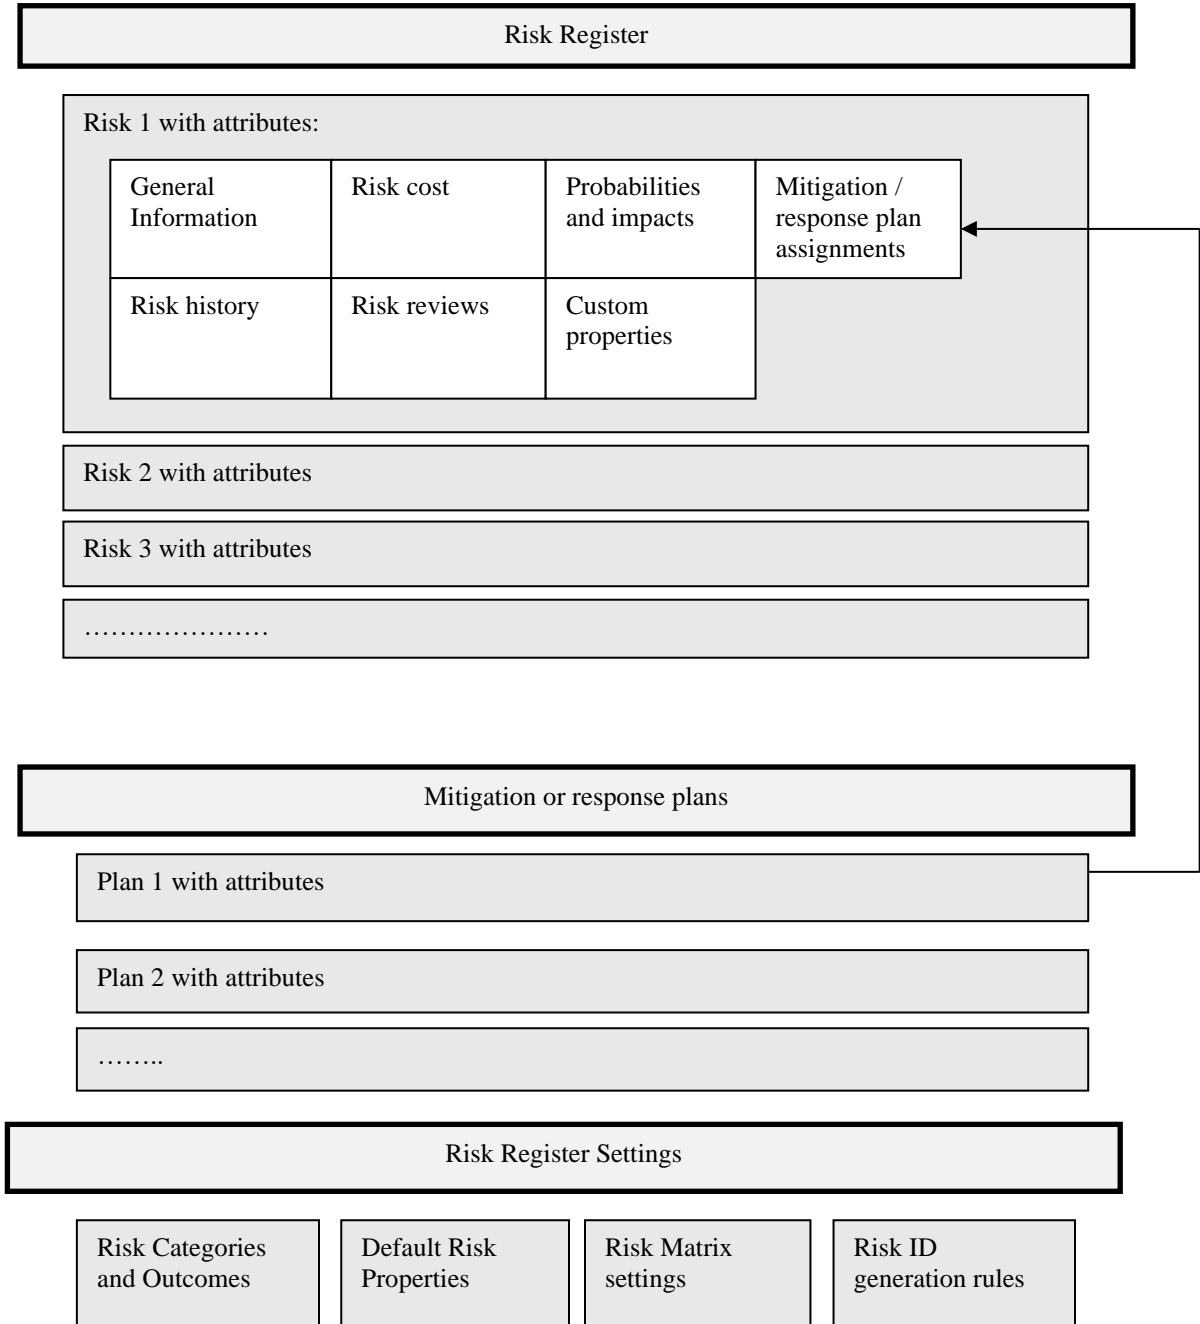 Risk Register
Risk 1 with attributes:
General
Information
Risk cost
Probabilities
and impacts
Mitigation /
response plan
assignments
Risk history
Risk reviews
Custom
properties
Risk 2 with attributes
Risk 3 with attributes
…………………
Mitigation or response plans
Plan 1 with attributes
Plan 2 with attributes
……..
Risk Register Settings
Risk Categories
and Outcomes
Default Risk
Properties
Risk Matrix
settings
Risk ID
generation rules